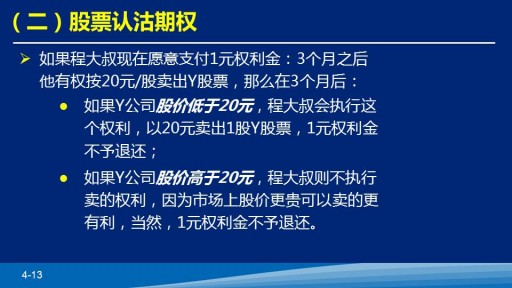 （二）股票认沽期权
如果程大叔现在愿意支付1元权利金：3个月之后
他有权按20元/股卖出Y股票，那么在3个月后：
如果Y公司股价低于20元，程大叔会执行这
个权利，以20元卖出1股Y股票，1元权利金
不予退还；
如果Y公司股价高于20元，程大叔则不执行
卖的权利，因为市场上股价更贵可以卖的更
有利，当然，1元权利金不予退还。
4-13